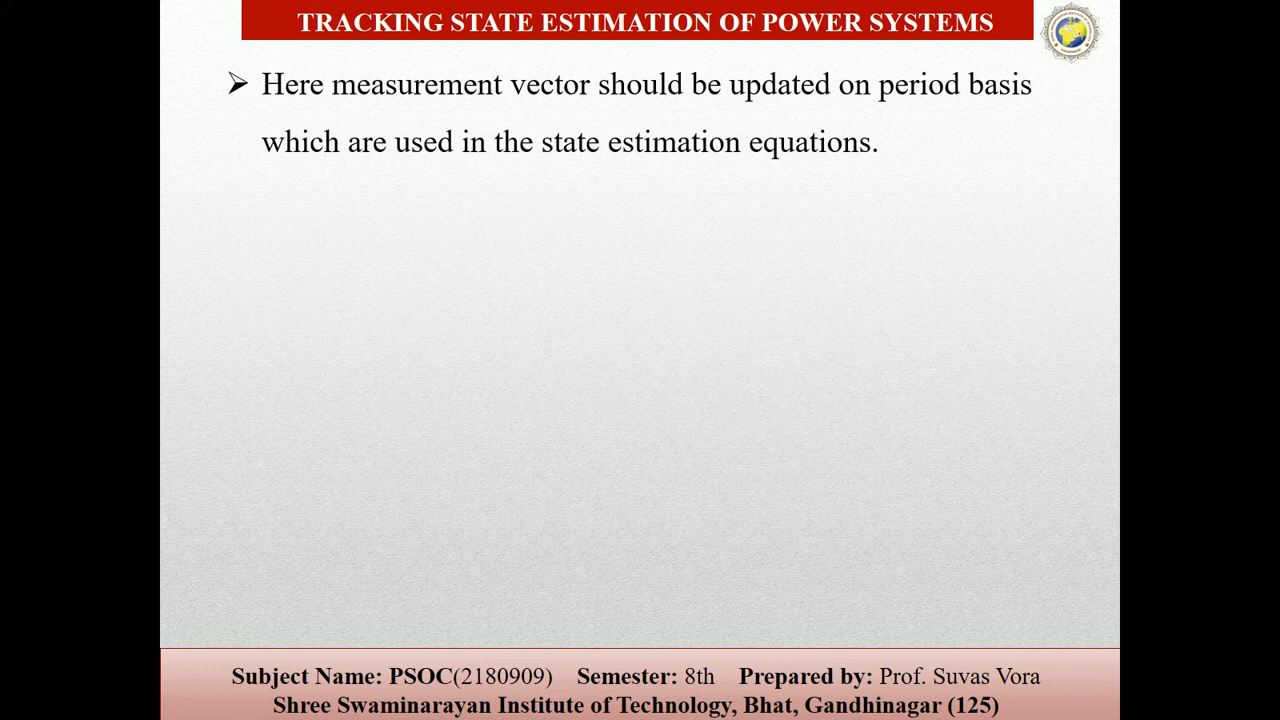 TRACKING STATE ESTIMATION OF POWER SYSTEMS
➢ Here measurement vector should be updated on period basis
which are used in the state estimation equations.
Subject Name: PSOC(2180909) Semester: 8th Prepared by: Prof. Suvas Vora
Shree Swaminarayan Institute of Technology, Bhat, Gandhinagar (125)